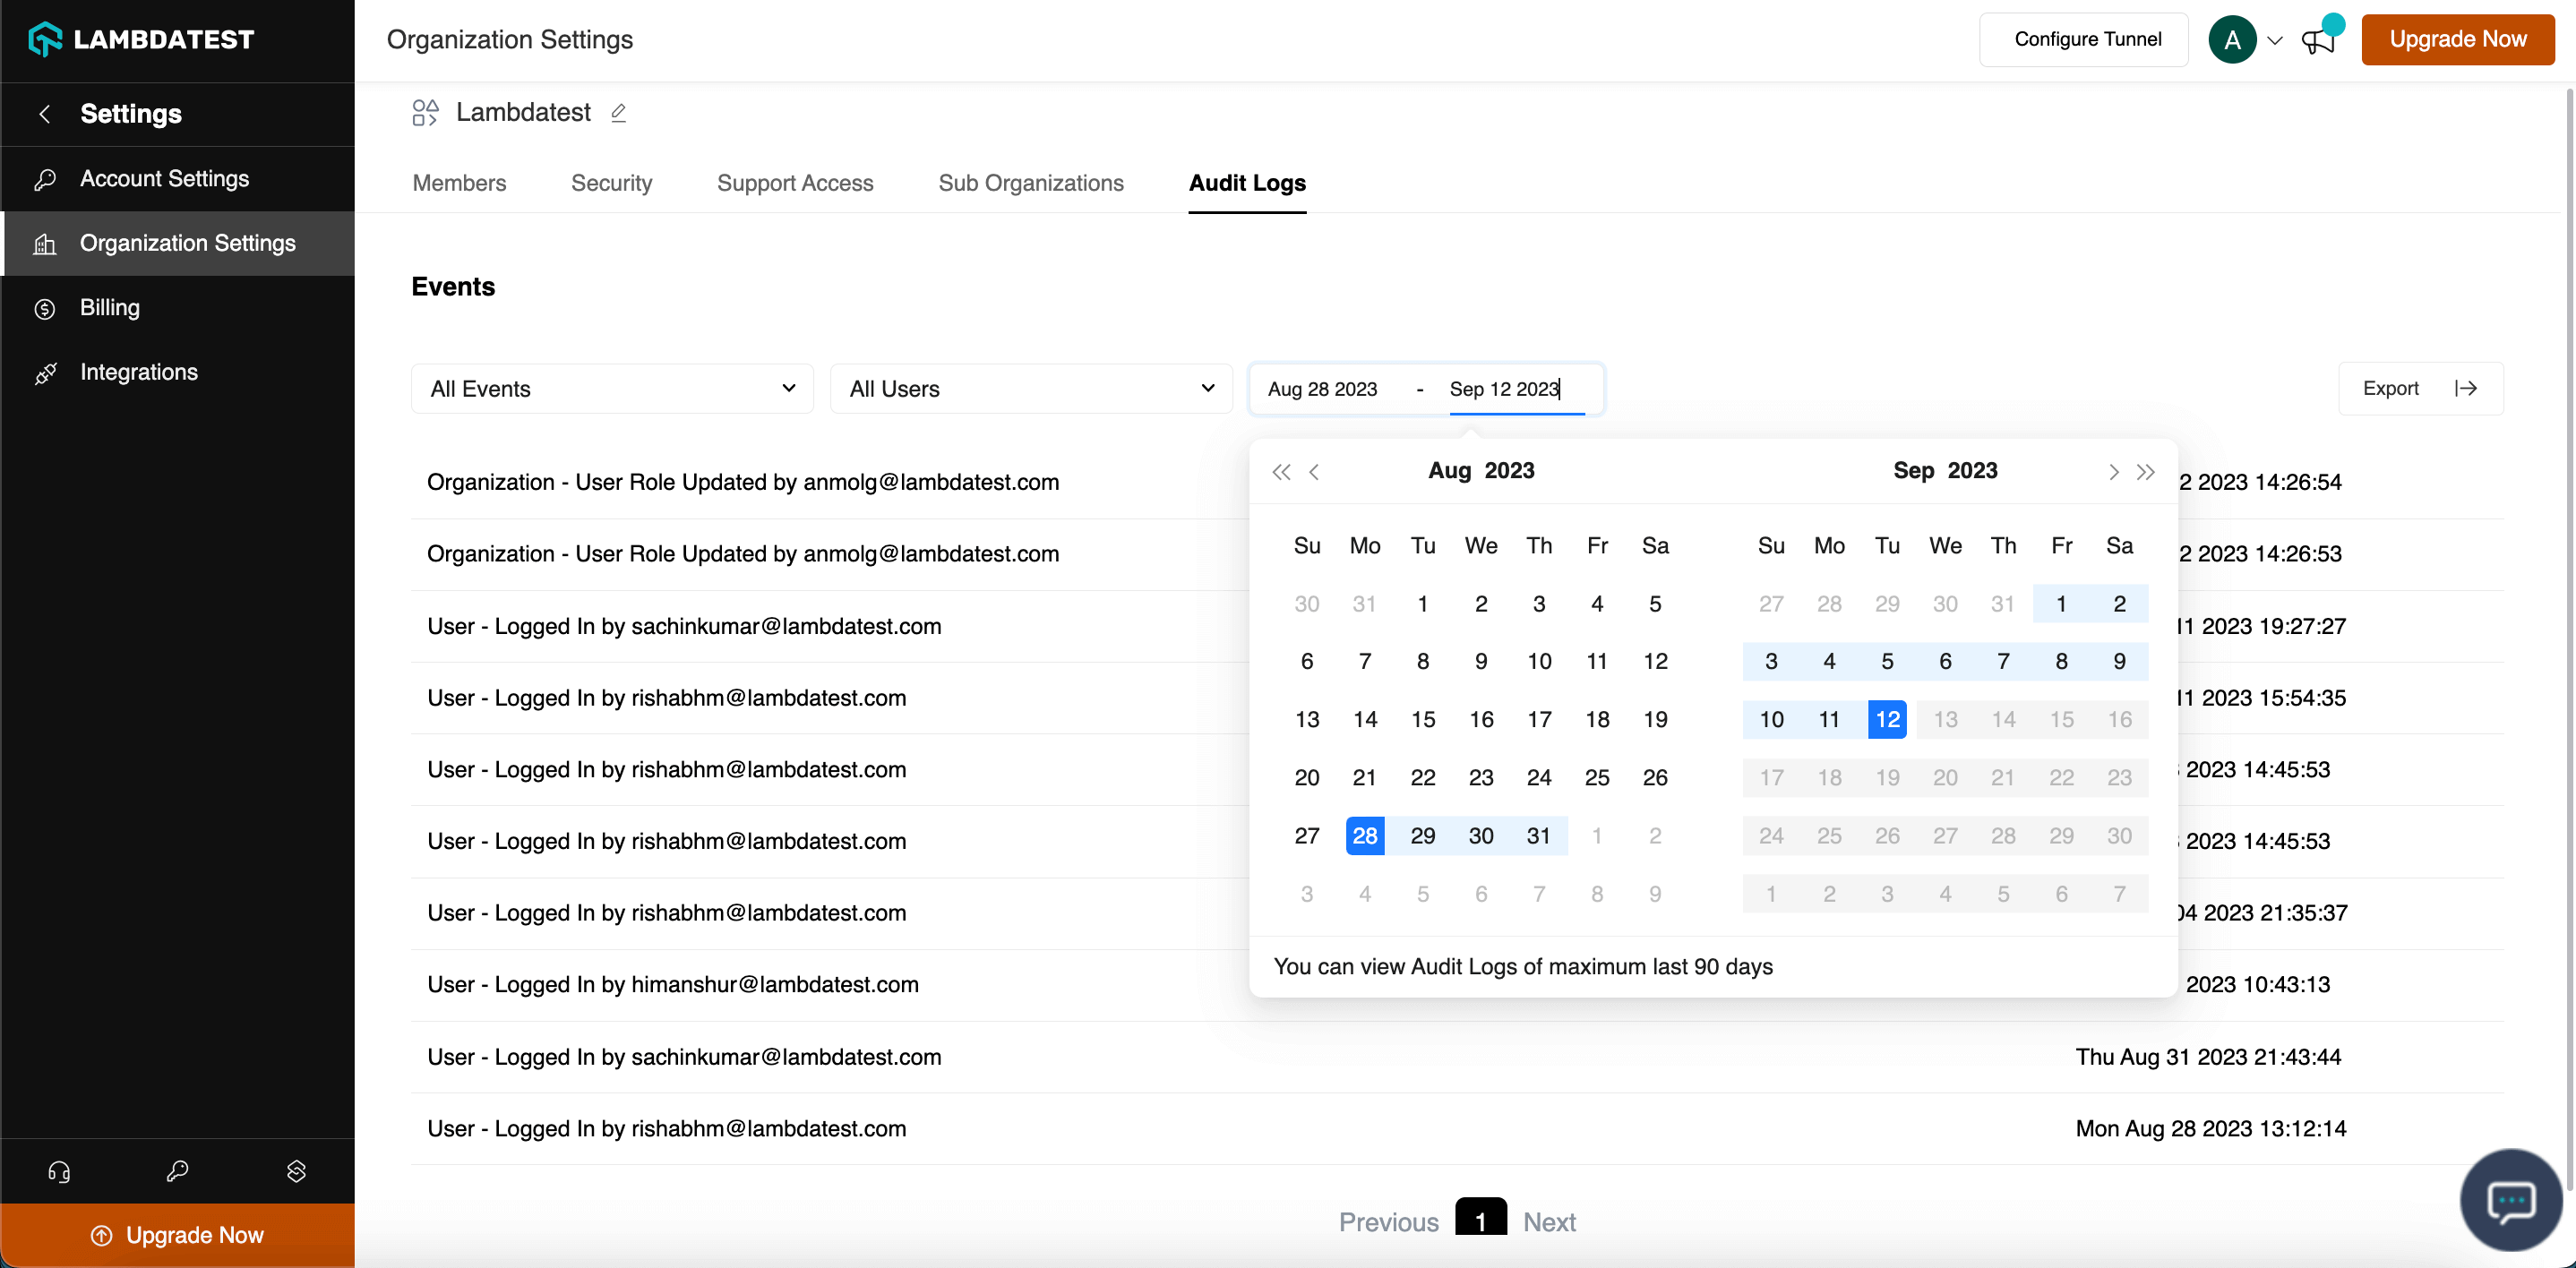 LAMBDATEST
Organization Settings
Configure Tunnel
A
Upgrade Now
Settings
Account Settings
Organization Settings
Billing
Integrations
Lambdatest
Members
Security
Support Access
Sub Organizations
Audit Logs
Events
All Events
All Users
Aug 28 2023 - Sep 12 2023
Export
Organization - User Role Updated by anmolg@lambdatest.com
2 2023 14:26:54
Organization - User Role Updated by anmolg@lambdatest.com
2 2023 14:26:53
User - Logged In by sachinkumar@lambdatest.com
11 2023 19:27:27
User - Logged In by rishabhm@lambdatest.com
11 2023 15:54:35
User - Logged In by rishabhm@lambdatest.com
2023 14:45:53
User - Logged In by rishabhm@lambdatest.com
2023 14:45:53
User - Logged In by rishabhm@lambdatest.com
04 2023 21:35:37
User - Logged In by himanshur@lambdatest.com
2023 10:43:13
User - Logged In by sachinkumar@lambdatest.com
Thu Aug 31 2023 21:43:44
User - Logged In by rishabhm@lambdatest.com
Mon Aug 28 2023 13:12:14
Aug 2023
Su Mo Tu We Th Fr Sa
30 31 1 2 3 4 5
6 7 8 9 10 11 12
13 14 15 16 17 18 19
20 21 22 23 24 25 26
27 28 29 30 31 1 2
3 4 5 6 7 8 9
Sep 2023
Su Mo Tu We Th Fr Sa
27 28 29 30 31 1 2
3 4 5 6 7 8 9
10 11 12 13 14 15 16
17 18 19 20 21 22 23
24 25 26 27 28 29 30
1 2 3 4 5 6 7
You can view Audit Logs of maximum last 90 days
Previous 1 Next
Upgrade Now